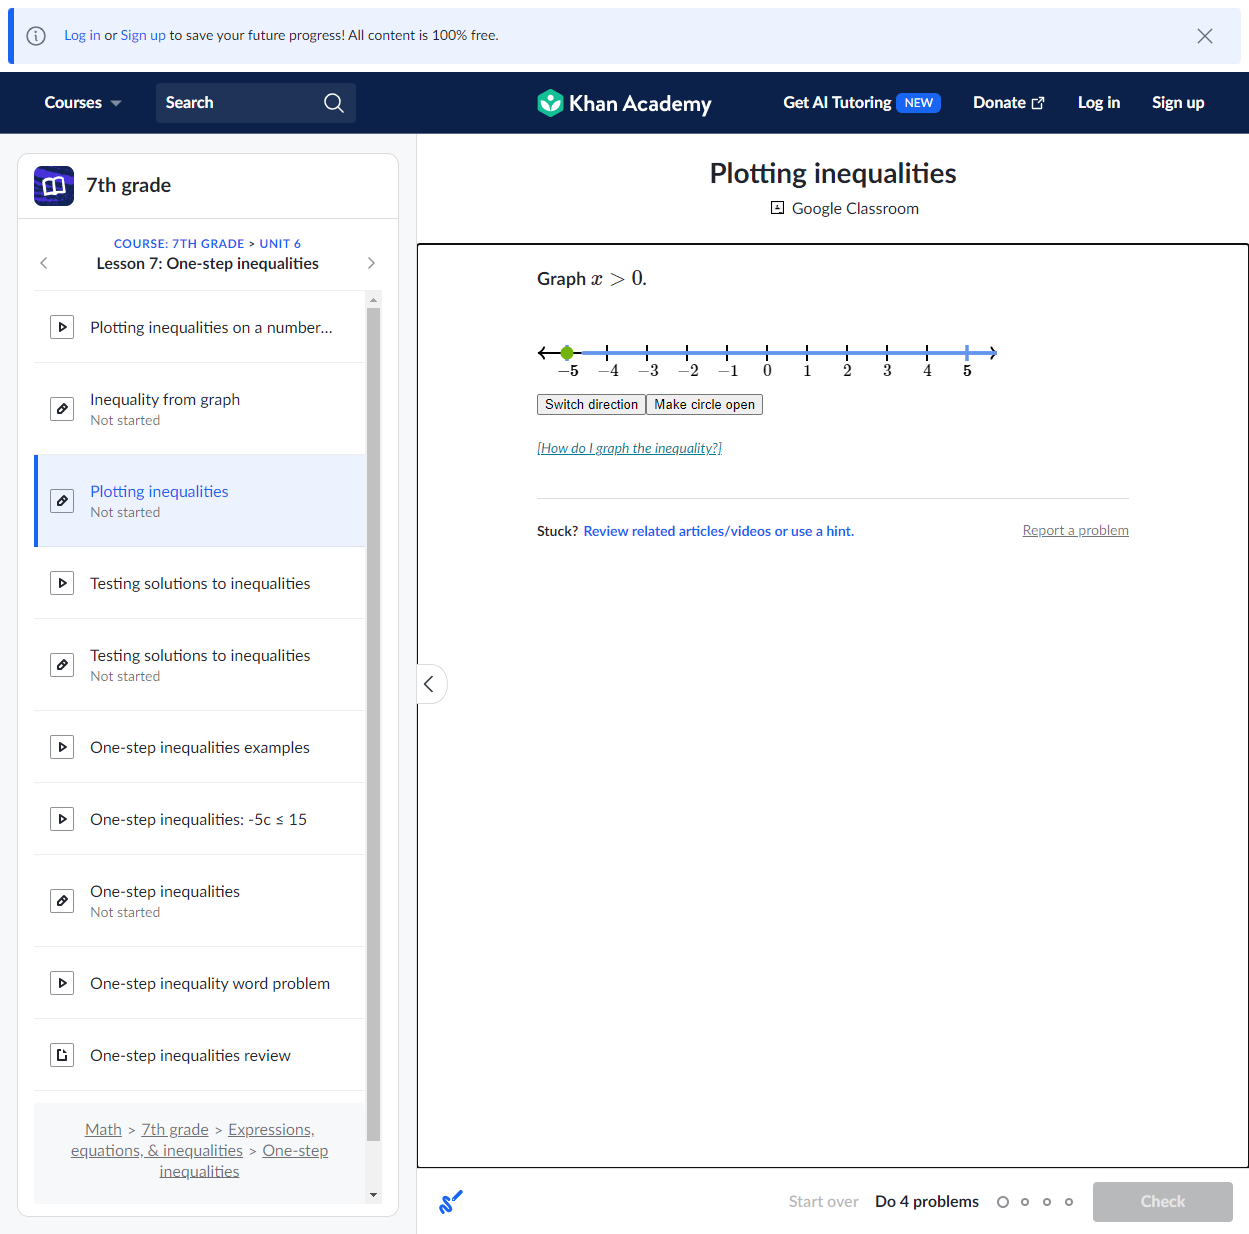 Log in or Sign up to save your future progress! All content is 100% free.
Courses
Search
Khan Academy
Get AI Tutoring NEW
Donate
Log in
Sign up
7th grade
COURSE: 7TH GRADE > UNIT 6
Lesson 7: One-step inequalities
Plotting inequalities on a number...
Inequality from graph
Not started
Plotting inequalities
Not started
Testing solutions to inequalities
Testing solutions to inequalities
Not started
One-step inequalities examples
One-step inequalities: -5c ≤ 15
One-step inequalities
Not started
One-step inequality word problem
One-step inequalities review
Math > 7th grade > Expressions,
equations, & inequalities > One-step
inequalities
Plotting inequalities
Google Classroom
Graph x > 0.
−5 −4 −3 −2 −1 0 1 2 3 4 5
Switch direction Make circle open
[How do I graph the inequality?]
Stuck? Review related articles/videos or use a hint.
Report a problem
Start over
Do 4 problems
Check